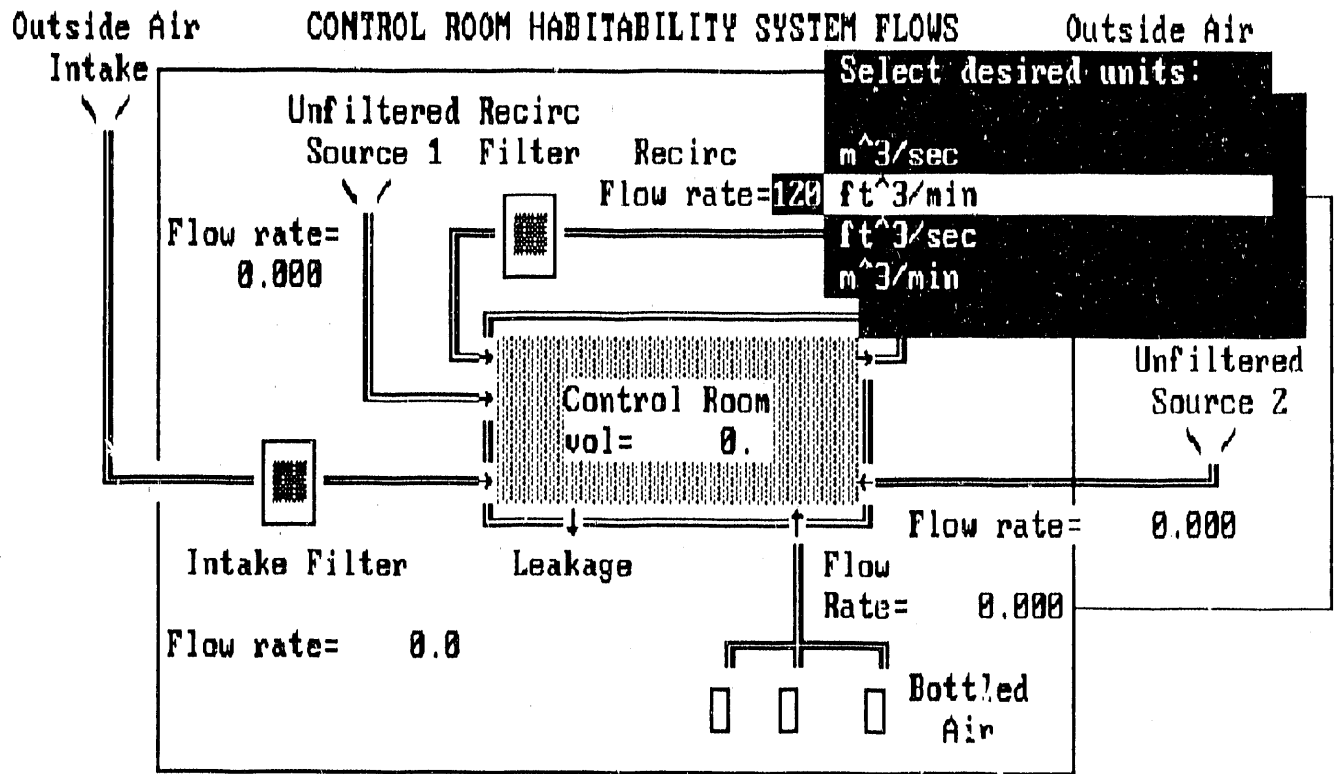 Outside Air CONTROL ROOM HABITABILITY SYSTEM FLOWS Outside Air
Intake Select desired units:
Unfiltered Recirc
Source 1 Filter Recirc m^3/sec
Flow rate=120 ft^3/min
Flow rate= ft^3/sec
0.000 m^3/min
Unfiltered
Control Room Source 2
vol= 0.
Flow rate= 0.000
Intake Filter Leakage Flow
Rate= 0.000
Flow rate= 0.0
Bottled
Air